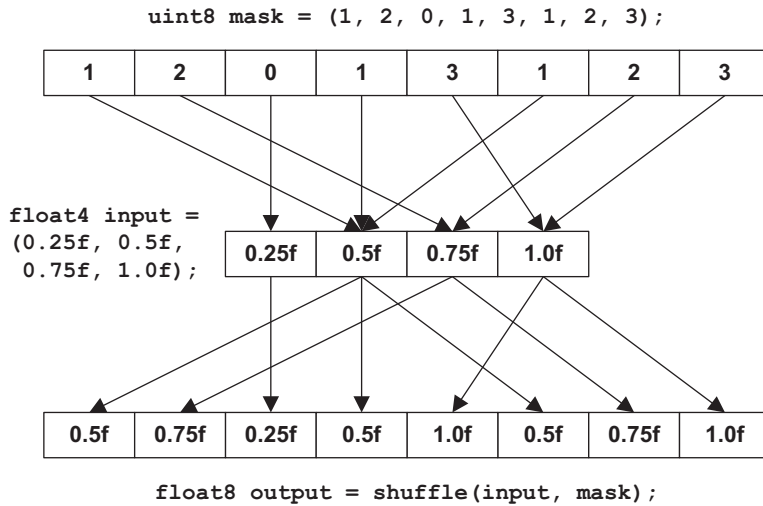 uint8 mask = (1, 2, 0, 1, 3, 1, 2, 3);
1 2 0 1 3 1 2 3
float4 input =
(0.25f, 0.5f,
0.75f, 1.0f);
0.25f 0.5f 0.75f 1.0f
0.5f 0.75f 0.25f 0.5f 1.0f 0.5f 0.75f 1.0f
float8 output = shuffle(input, mask);